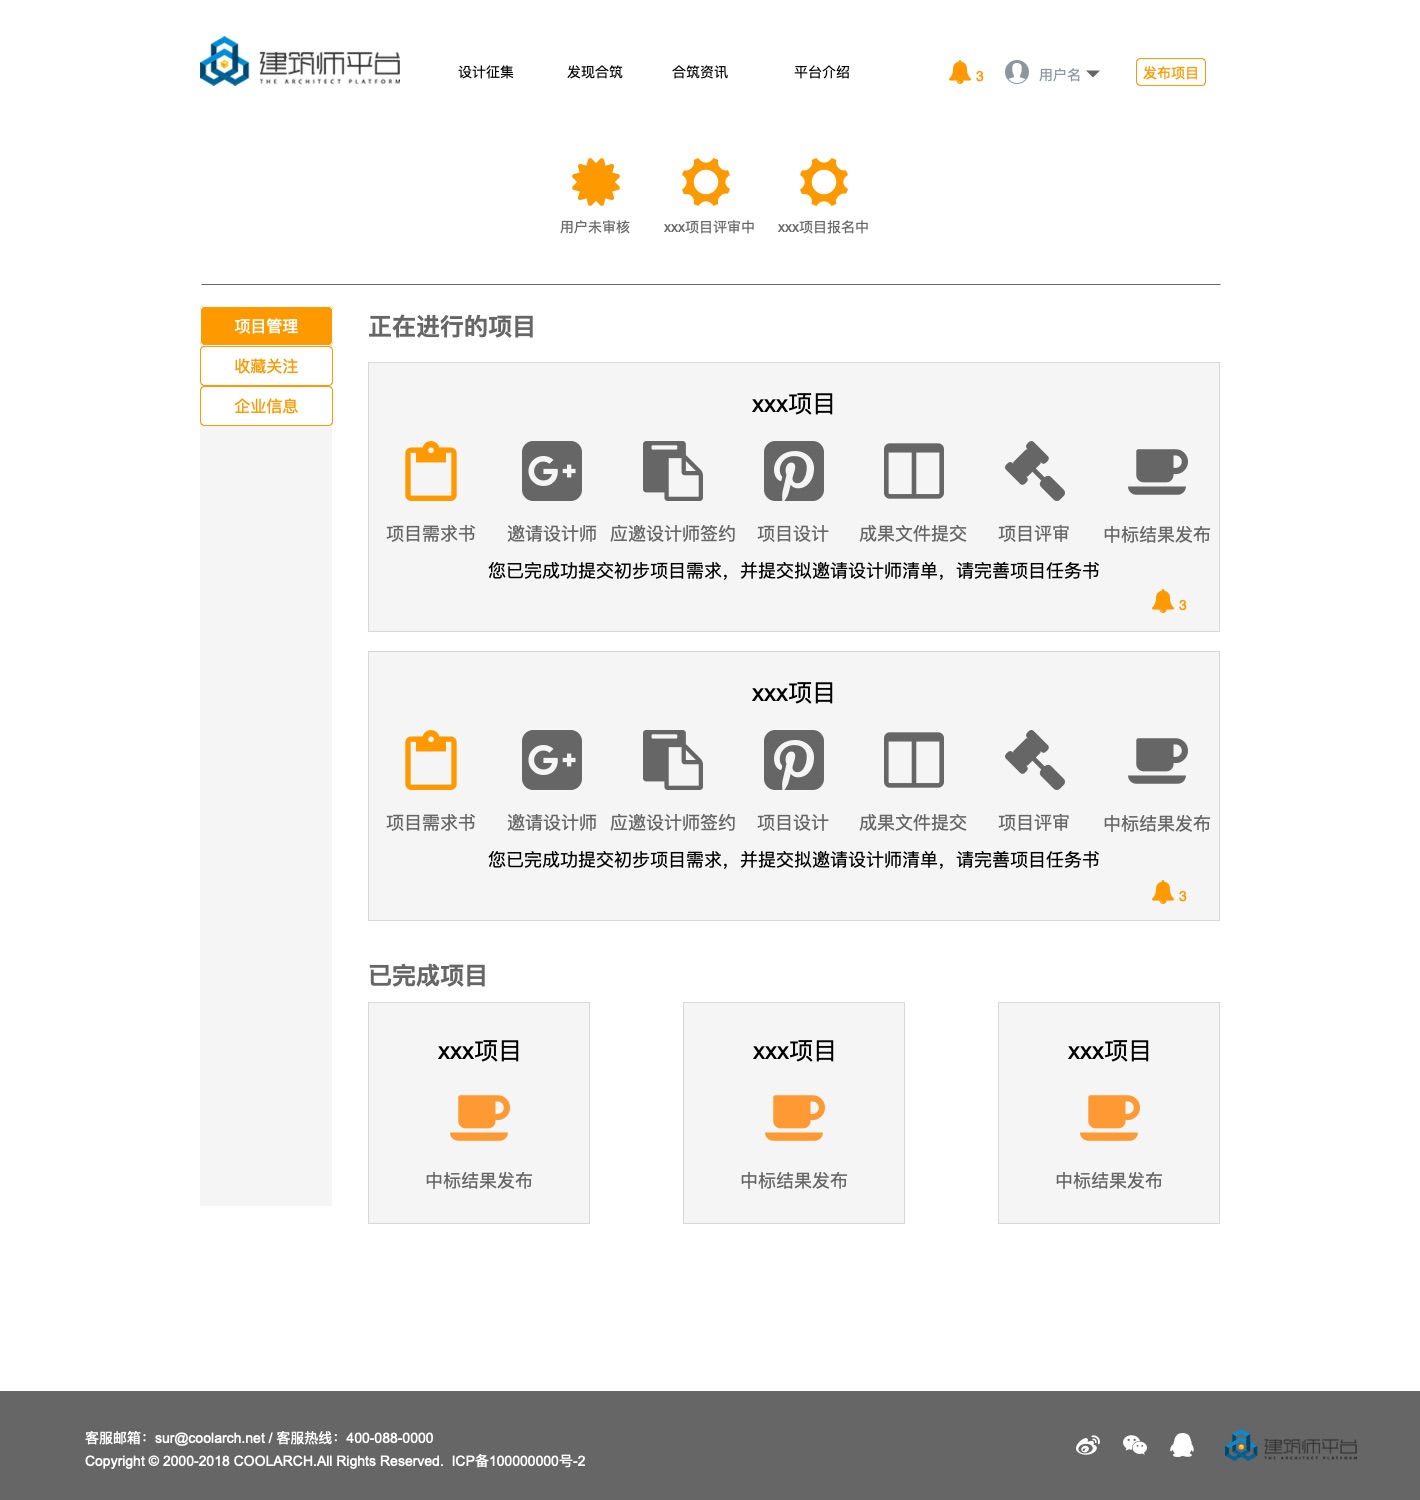 建筑师平台
THE ARCHITECT PLATFORM
设计征集 发现合筑 合筑资讯 平台介绍
3 用户名 发布项目
用户未审核 xxx项目评审中 xxx项目报名中
项目管理
收藏关注
企业信息
正在进行的项目
xxx项目
G+
项目需求书 邀请设计师 应邀设计师签约 项目设计 成果文件提交 项目评审 中标结果发布
您已完成功提交初步项目需求，并提交拟邀请设计师清单，请完善项目任务书
3
xxx项目
G+
项目需求书 邀请设计师 应邀设计师签约 项目设计 成果文件提交 项目评审 中标结果发布
您已完成功提交初步项目需求，并提交拟邀请设计师清单，请完善项目任务书
3
已完成项目
xxx项目 xxx项目 xxx项目
中标结果发布 中标结果发布 中标结果发布
客服邮箱：sur@coolarch.net / 客服热线：400-088-0000
Copyright © 2000-2018 COOLARCH.All Rights Reserved. ICP备100000000号-2
建筑师平台
THE ARCHITECT PLATFORM